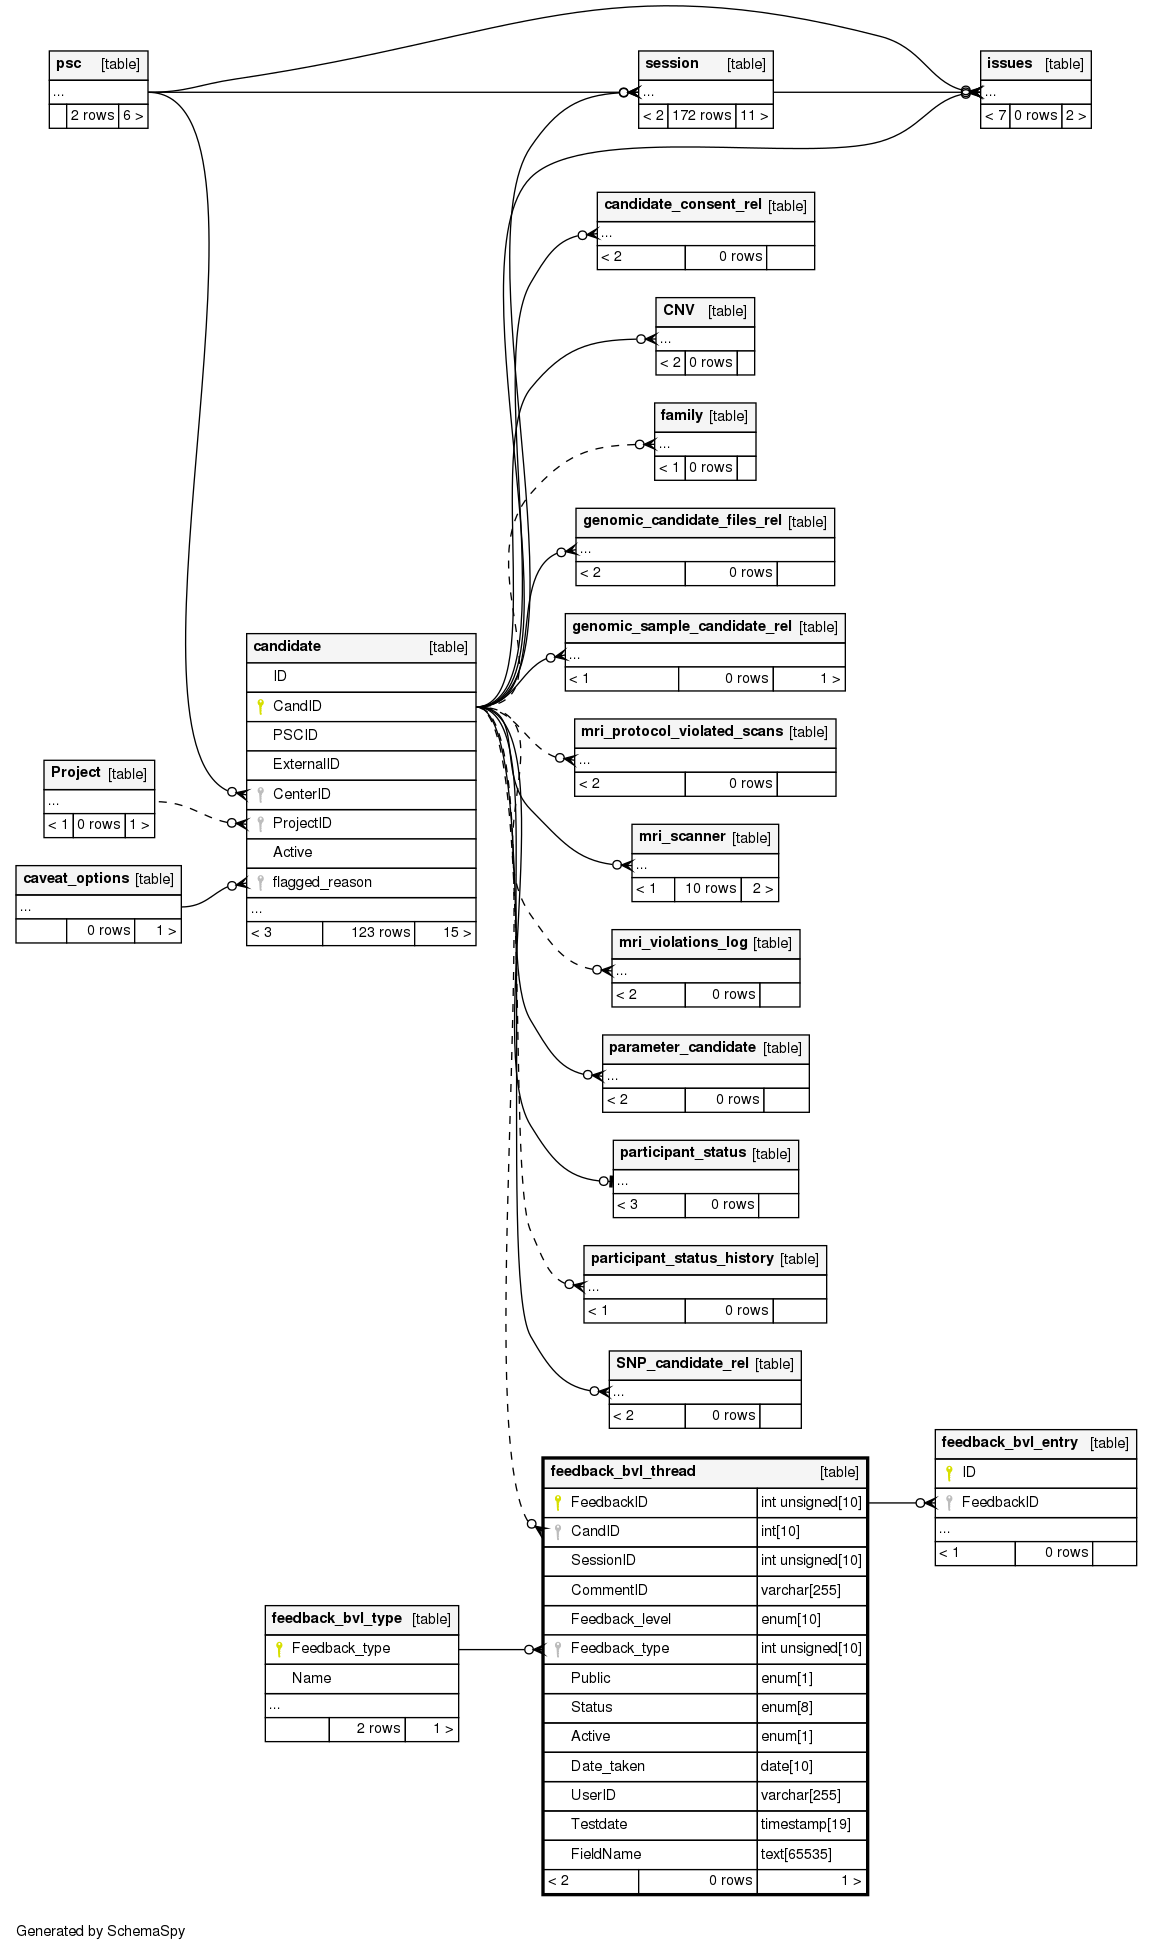 psc [table]
...
2 rows 6 >
session [table]
...
< 2 172 rows 11 >
issues [table]
...
< 7 0 rows 2 >
candidate_consent_rel [table]
...
< 2 0 rows
CNV [table]
...
< 2 0 rows
family [table]
...
< 1 0 rows
genomic_candidate_files_rel [table]
...
< 2 0 rows
genomic_sample_candidate_rel [table]
...
< 1 0 rows 1 >
candidate [table]
ID
CandID
PSCID
ExternalID
CenterID
ProjectID
Active
flagged_reason
...
< 3 123 rows 15 >
Project [table]
...
< 1 0 rows 1 >
caveat_options [table]
...
0 rows 1 >
mri_protocol_violated_scans [table]
...
< 2 0 rows
mri_scanner [table]
...
< 1 10 rows 2 >
mri_violations_log [table]
...
< 2 0 rows
parameter_candidate [table]
...
< 2 0 rows
participant_status [table]
...
< 3 0 rows
participant_status_history [table]
...
< 1 0 rows
SNP_candidate_rel [table]
...
< 2 0 rows
feedback_bvl_entry [table]
ID
FeedbackID
...
< 1 0 rows
feedback_bvl_thread [table]
FeedbackID int unsigned[10]
CandID int[10]
SessionID int unsigned[10]
CommentID varchar[255]
Feedback_level enum[10]
Feedback_type int unsigned[10]
Public enum[1]
Status enum[8]
Active enum[1]
Date_taken date[10]
UserID varchar[255]
Testdate timestamp[19]
FieldName text[65535]
< 2 0 rows 1 >
feedback_bvl_type [table]
Feedback_type
Name
...
2 rows 1 >
Generated by SchemaSpy